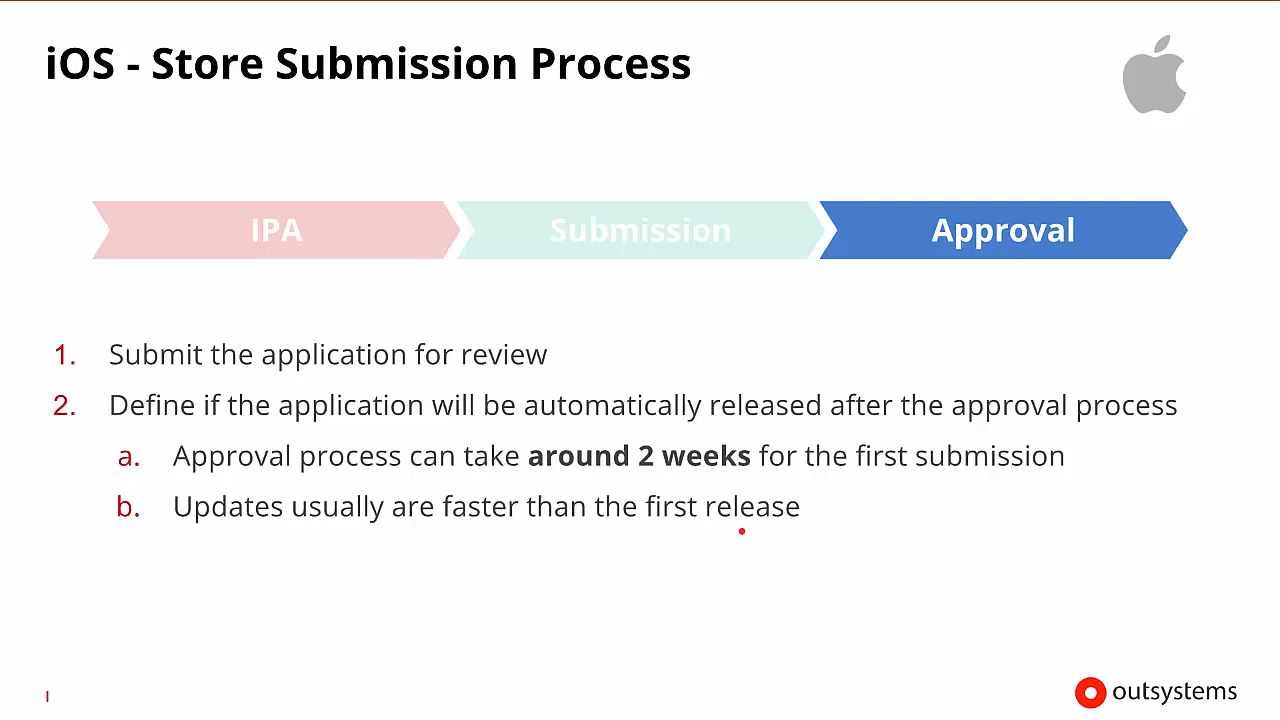 iOS - Store Submission Process
IPA
Submission
Approval
1. Submit the application for review
2. Define if the application will be automatically released after the approval process
a. Approval process can take around 2 weeks for the first submission
b. Updates usually are faster than the first release
outsystems